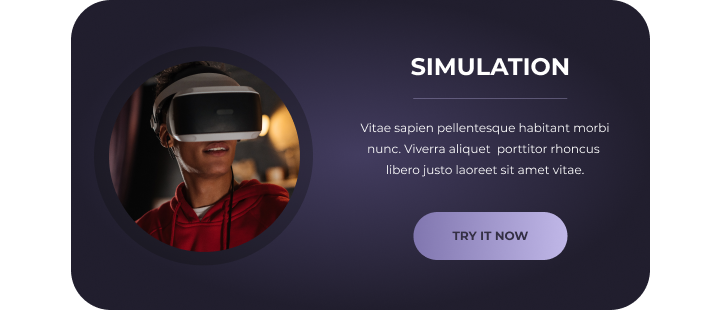 SIMULATION
Vitae sapien pellentesque habitant morbi
nunc. Viverra aliquet porttitor rhoncus
libero justo laoreet sit amet vitae.
TRY IT NOW